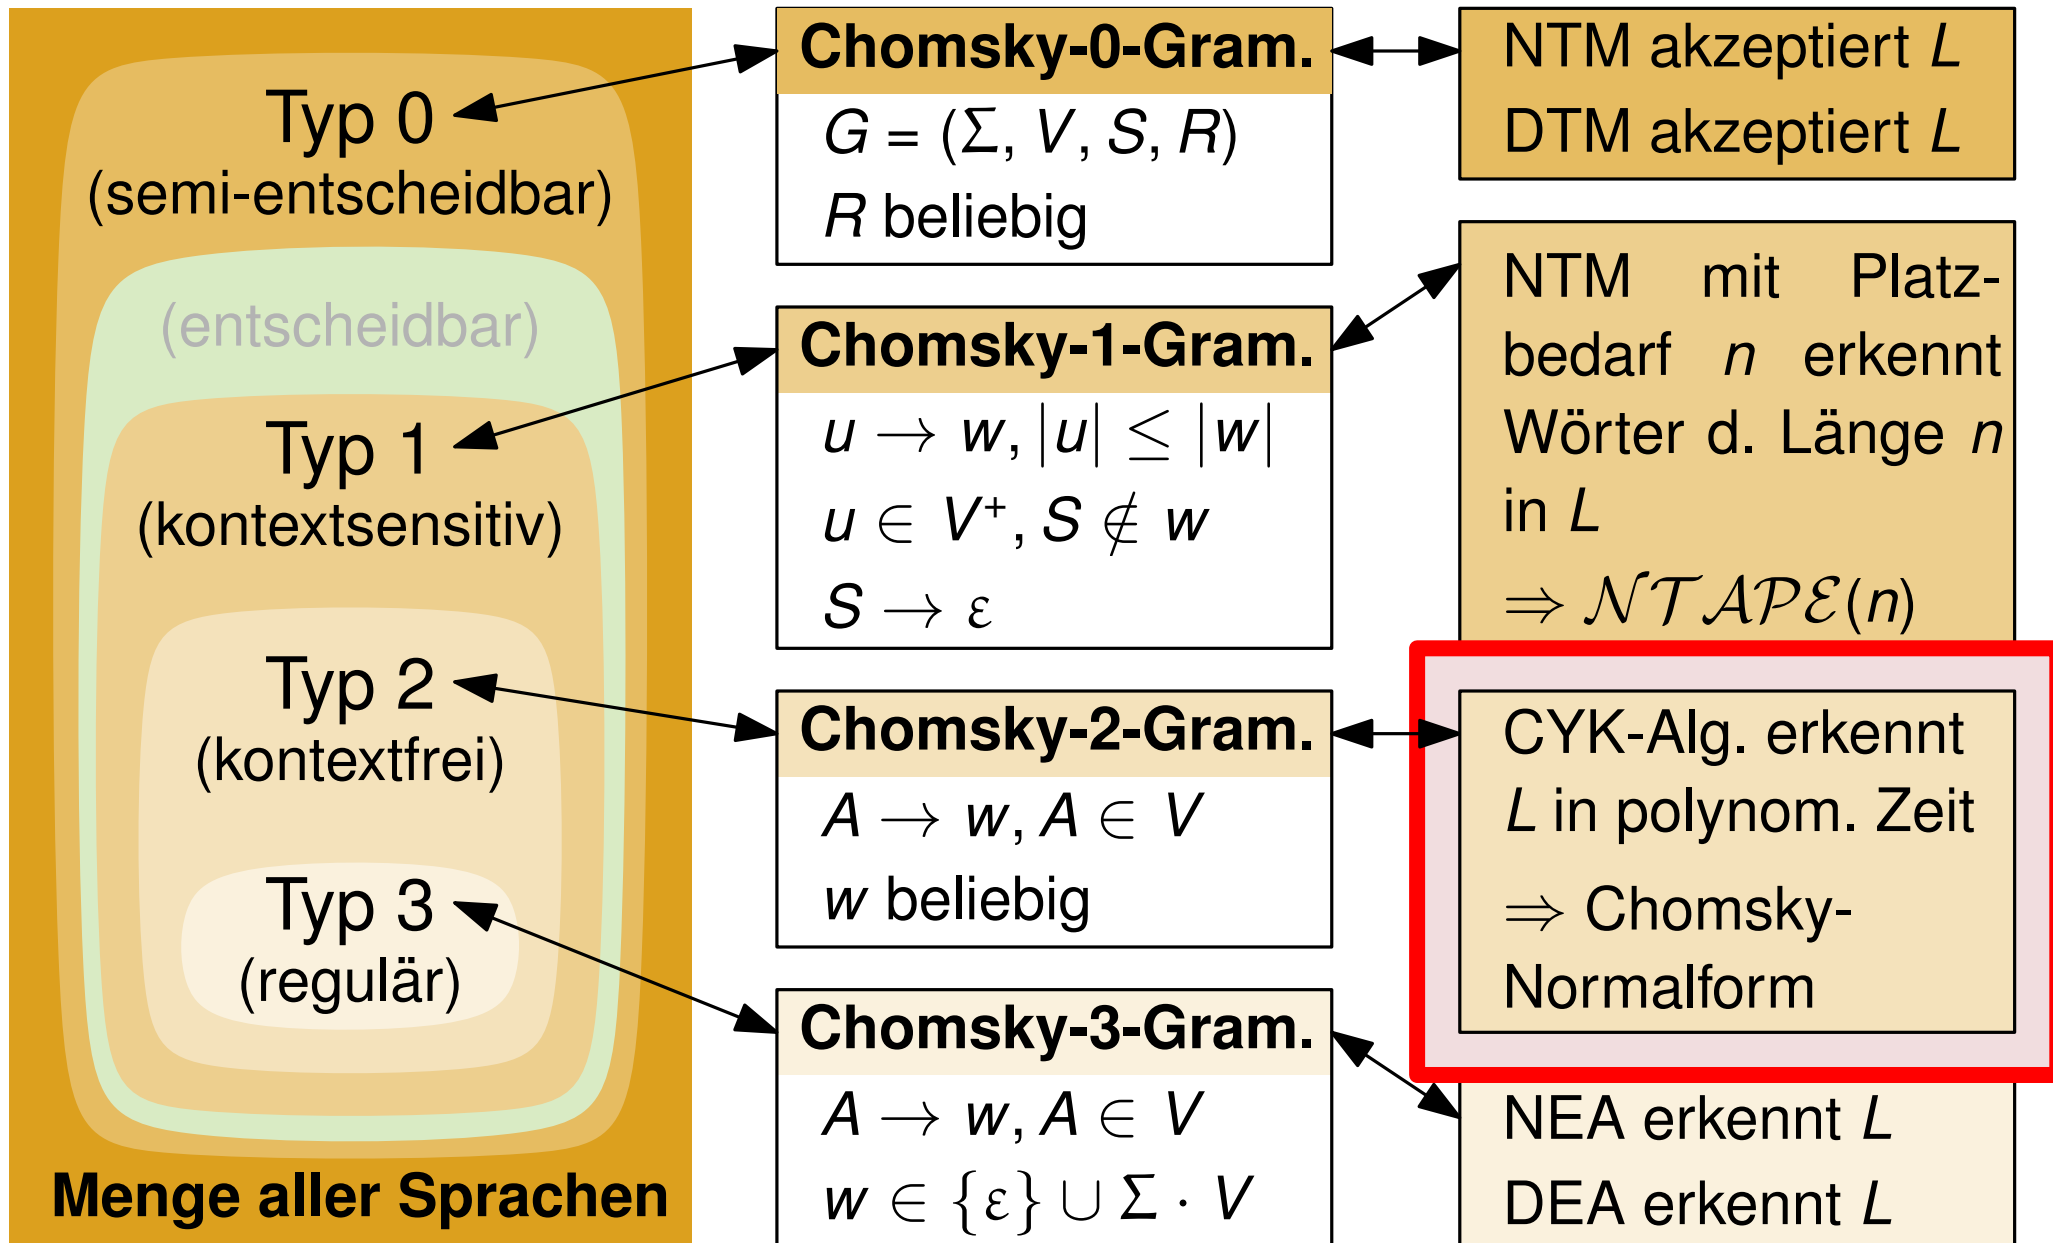 Typ 0
(semi-entscheidbar)
(entscheidbar)
Typ 1
(kontextsensitiv)
Typ 2
(kontextfrei)
Typ 3
(regulär)
Menge aller Sprachen
Chomsky-0-Gram.
G = (Σ, V, S, R)
R beliebig
Chomsky-1-Gram.
u → w, |u| ≤ |w|
u ∈ V⁺, S ∉ w
S → ε
Chomsky-2-Gram.
A → w, A ∈ V
w beliebig
Chomsky-3-Gram.
A → w, A ∈ V
w ∈ {ε} ∪ Σ · V
NTM akzeptiert L
DTM akzeptiert L
NTM mit Platz-
bedarf n erkennt
Wörter d. Länge n
in L
⇒ 𝒩𝒯𝒜𝒫ℰ(n)
CYK-Alg. erkennt
L in polynom. Zeit
⇒ Chomsky-
Normalform
NEA erkennt L
DEA erkennt L